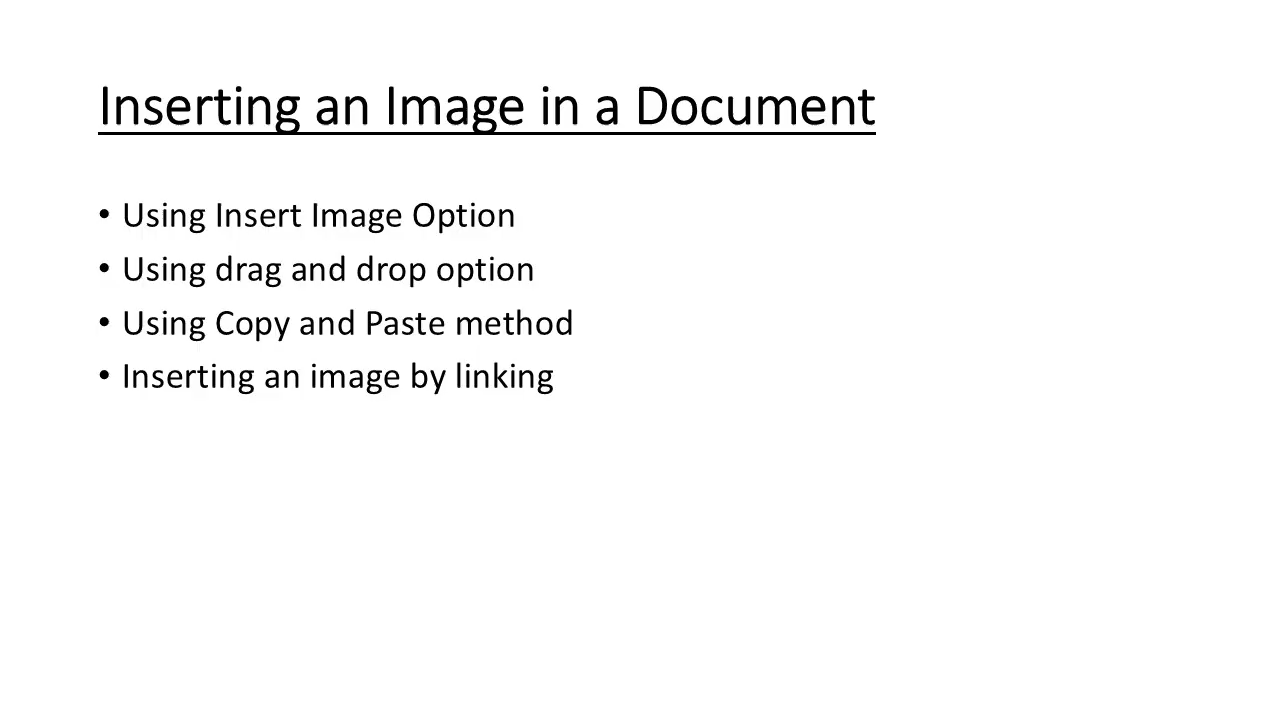 Inserting an Image in a Document
• Using Insert Image Option
• Using drag and drop option
• Using Copy and Paste method
• Inserting an image by linking